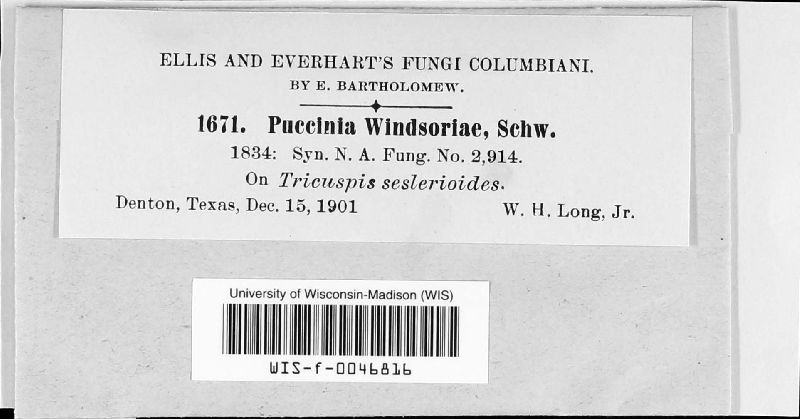 ELLIS AND EVERHART'S FUNGI COLUMBIANI.
BY E. BARTHOLOMEW.
1671. Puccinia Windsoriae, Schw.
1834: Syn. N. A. Fung. No. 2,914.
On Tricuspis seslerioides.
Denton, Texas, Dec. 15, 1901 W. H. Long, Jr.
University of Wisconsin-Madison (WIS)
WIS-f-0046816